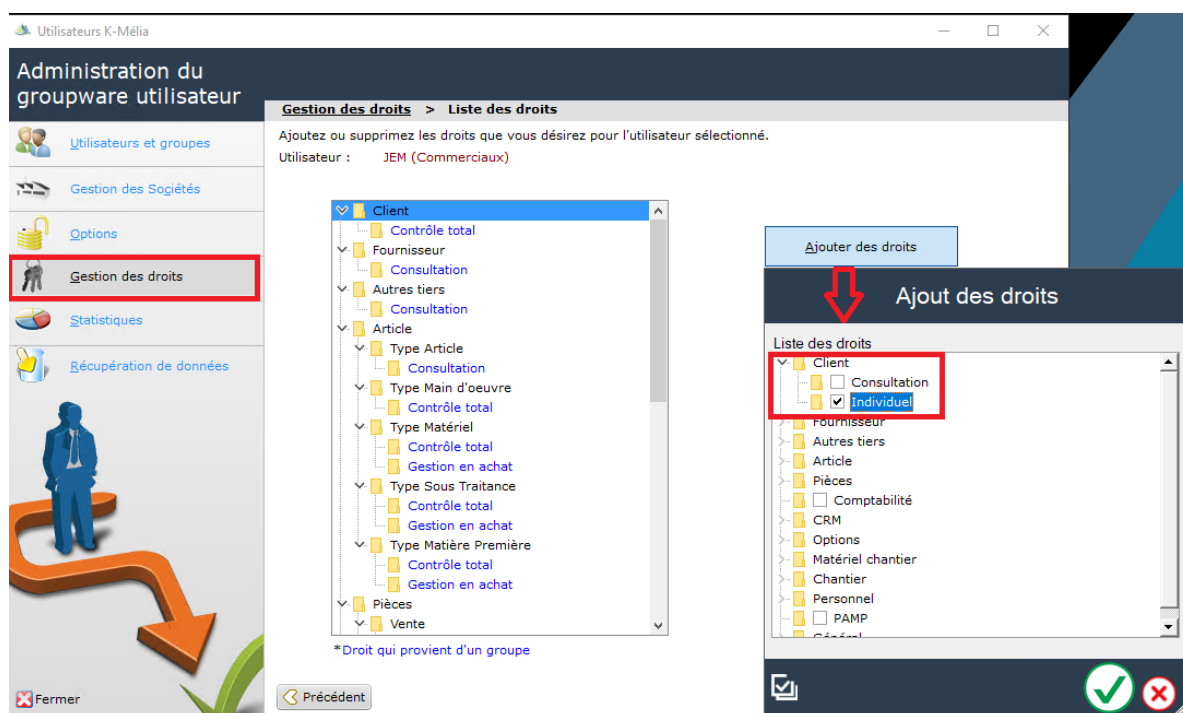 Utilisateurs K-Mélia
Administration du
groupware utilisateur
Utilisateurs et groupes
Gestion des Sociétés
Options
Gestion des droits
Statistiques
Récupération de données
Fermer
Gestion des droits > Liste des droits
Ajoutez ou supprimez les droits que vous désirez pour l'utilisateur sélectionné.
Utilisateur : JEM (Commerciaux)
Client
Contrôle total
Fournisseur
Consultation
Autres tiers
Consultation
Article
Type Article
Consultation
Type Main d'oeuvre
Contrôle total
Type Matériel
Contrôle total
Gestion en achat
Type Sous Traitance
Contrôle total
Gestion en achat
Type Matière Première
Contrôle total
Gestion en achat
Pièces
Vente
*Droit qui provient d'un groupe
Précédent
Ajouter des droits
Ajout des droits
Liste des droits
Client
Consultation
Individuel
Fournisseur
Autres tiers
Article
Pièces
Comptabilité
CRM
Options
Matériel chantier
Chantier
Personnel
PAMP
Général